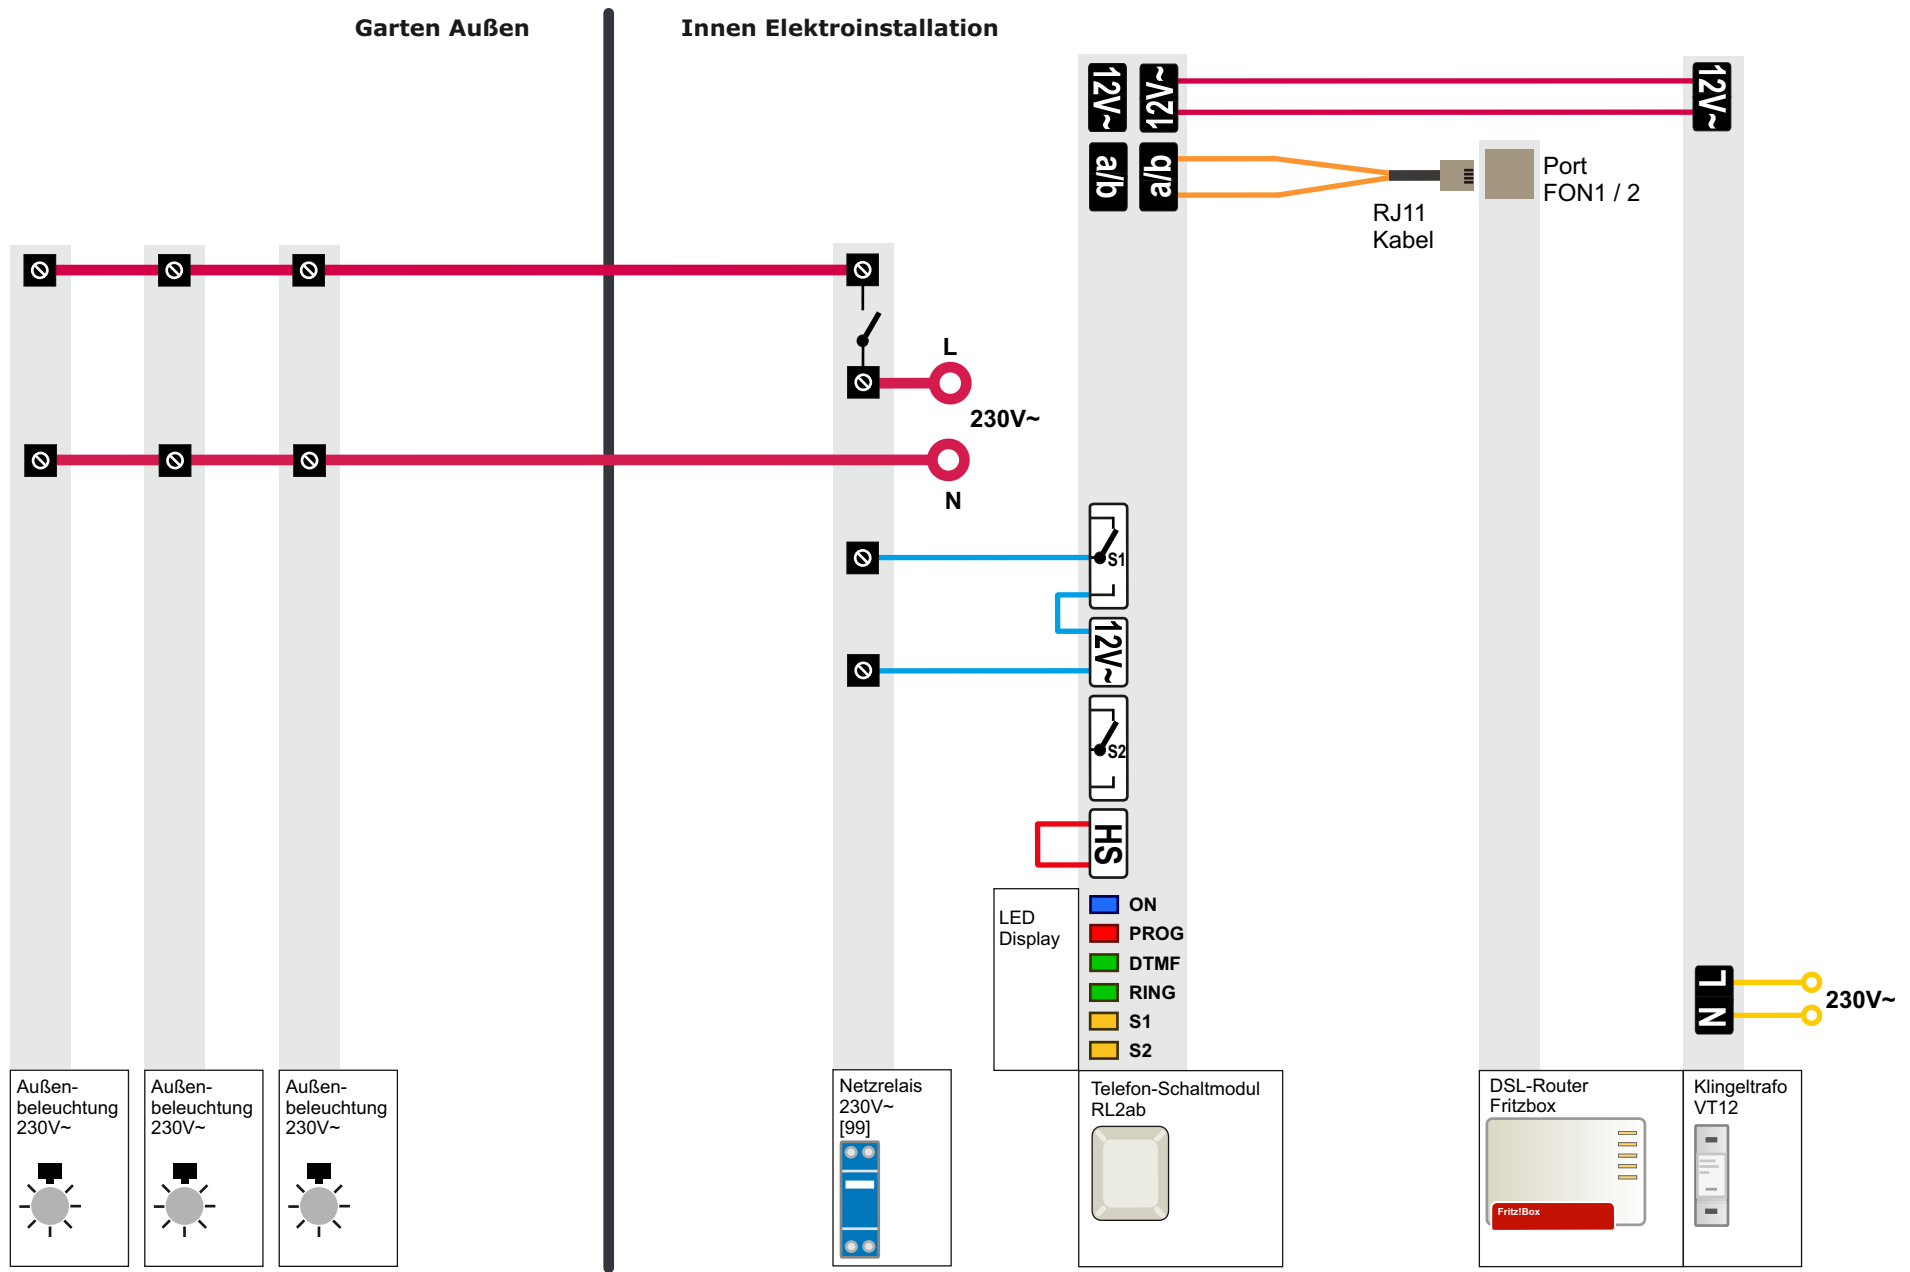 Garten Außen
Innen Elektroinstallation
12V~
12V~
12V~
a/b
a/b
Port
FON1 / 2
RJ11
Kabel
L
230V~
N
S1
12V~
S2
HS
LED
Display
ON
PROG
DTMF
RING
S1
S2
L
N
230V~
Außen-
beleuchtung
230V~
Außen-
beleuchtung
230V~
Außen-
beleuchtung
230V~
Netzrelais
230V~
[99]
Telefon-Schaltmodul
RL2ab
DSL-Router
Fritzbox
Fritz!Box
Klingeltrafo
VT12